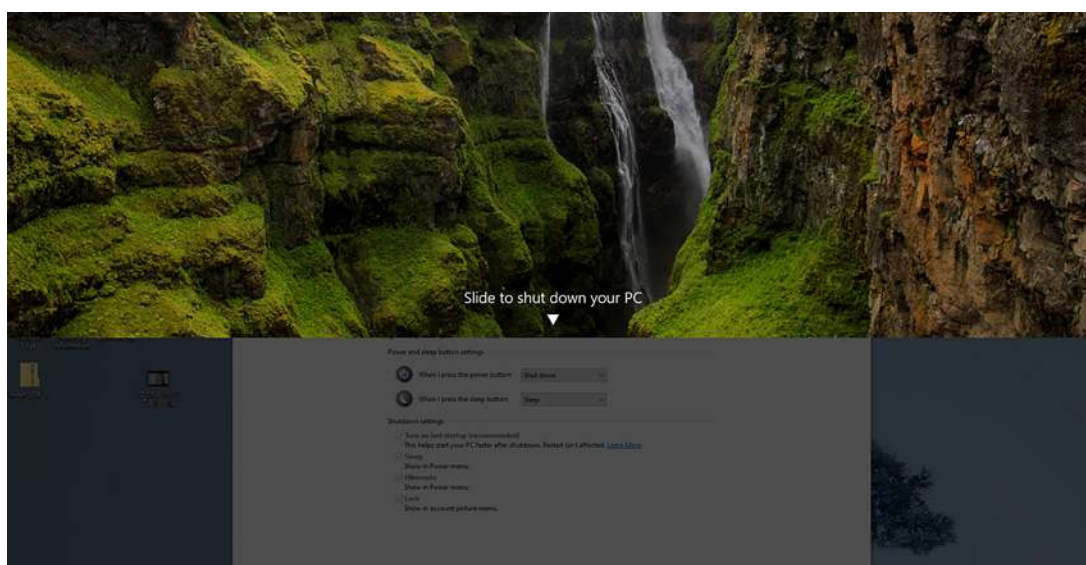 Slide to shut down your PC
Power and sleep button settings
When I press the power button: Shut down
When I press the sleep button: Sleep
Shutdown settings
Turn on fast startup (recommended)
This helps start your PC faster after shutdown. Restart isn't affected. Learn More
Sleep
Show in Power menu.
Hibernate
Show in Power menu.
Lock
Show in account picture menu.